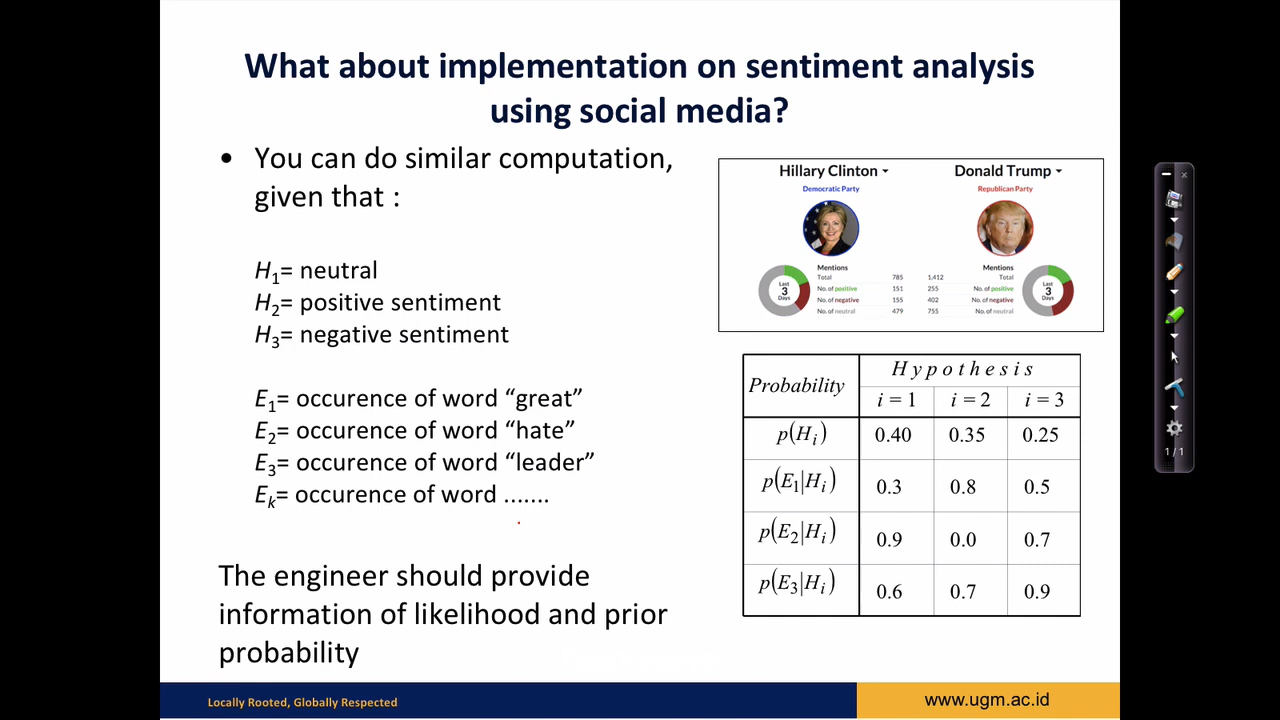 What about implementation on sentiment analysis
using social media?
• You can do similar computation,
given that :
H1= neutral
H2= positive sentiment
H3= negative sentiment
E1= occurence of word “great”
E2= occurence of word “hate”
E3= occurence of word “leader”
Ek= occurence of word .......
The engineer should provide
information of likelihood and prior
probability
Hillary Clinton Donald Trump
Democratic Party Republican Party
Mentions Mentions
Total 785 1,412 Total
No. of positive 151 255 No. of positive
No. of negative 155 402 No. of negative
No. of neutral 479 755 No. of neutral
Last
3
Days
Last
3
Days
Probability Hypothesis
i = 1 i = 2 i = 3
p(Hi) 0.40 0.35 0.25
p(E1|Hi) 0.3 0.8 0.5
p(E2|Hi) 0.9 0.0 0.7
p(E3|Hi) 0.6 0.7 0.9
Locally Rooted, Globally Respected
www.ugm.ac.id
1/1